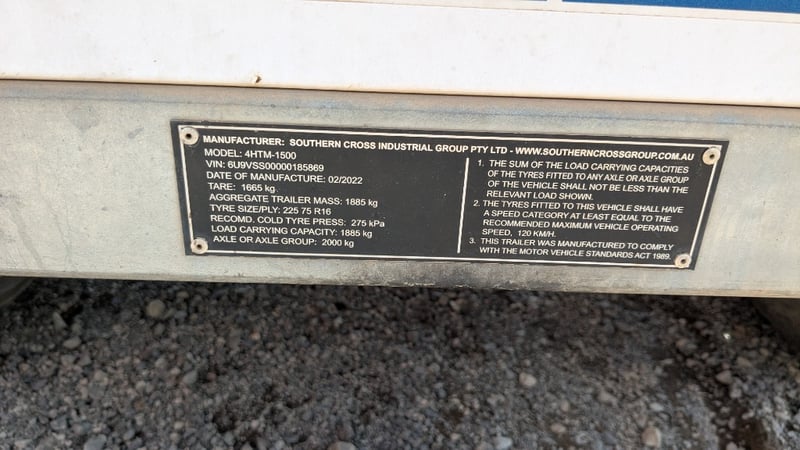 MANUFACTURER: SOUTHERN CROSS INDUSTRIAL GROUP PTY LTD - WWW.SOUTHERNCROSSGROUP.COM.AU
MODEL: 4HTM-1500
VIN: 6U9VSS00000185869
DATE OF MANUFACTURE: 02/2022
TARE: 1665 kg.
AGGREGATE TRAILER MASS: 1885 kg
TYRE SIZE/PLY: 225 75 R16
RECOMD. COLD TYRE PRESS: 275 kPa
LOAD CARRYING CAPACITY: 1885 kg
AXLE OR AXLE GROUP: 2000 kg
1. THE SUM OF THE LOAD CARRYING CAPACITIES
OF THE TYRES FITTED TO ANY AXLE OR AXLE GROUP
OF THE VEHICLE SHALL NOT BE LESS THAN THE
RELEVANT LOAD SHOWN.
2. THE TYRES FITTED TO THIS VEHICLE SHALL HAVE
A SPEED CATEGORY AT LEAST EQUAL TO THE
RECOMMENDED MAXIMUM VEHICLE OPERATING
SPEED, 120 KM/H.
3. THIS TRAILER WAS MANUFACTURED TO COMPLY
WITH THE MOTOR VEHICLE STANDARDS ACT 1989.